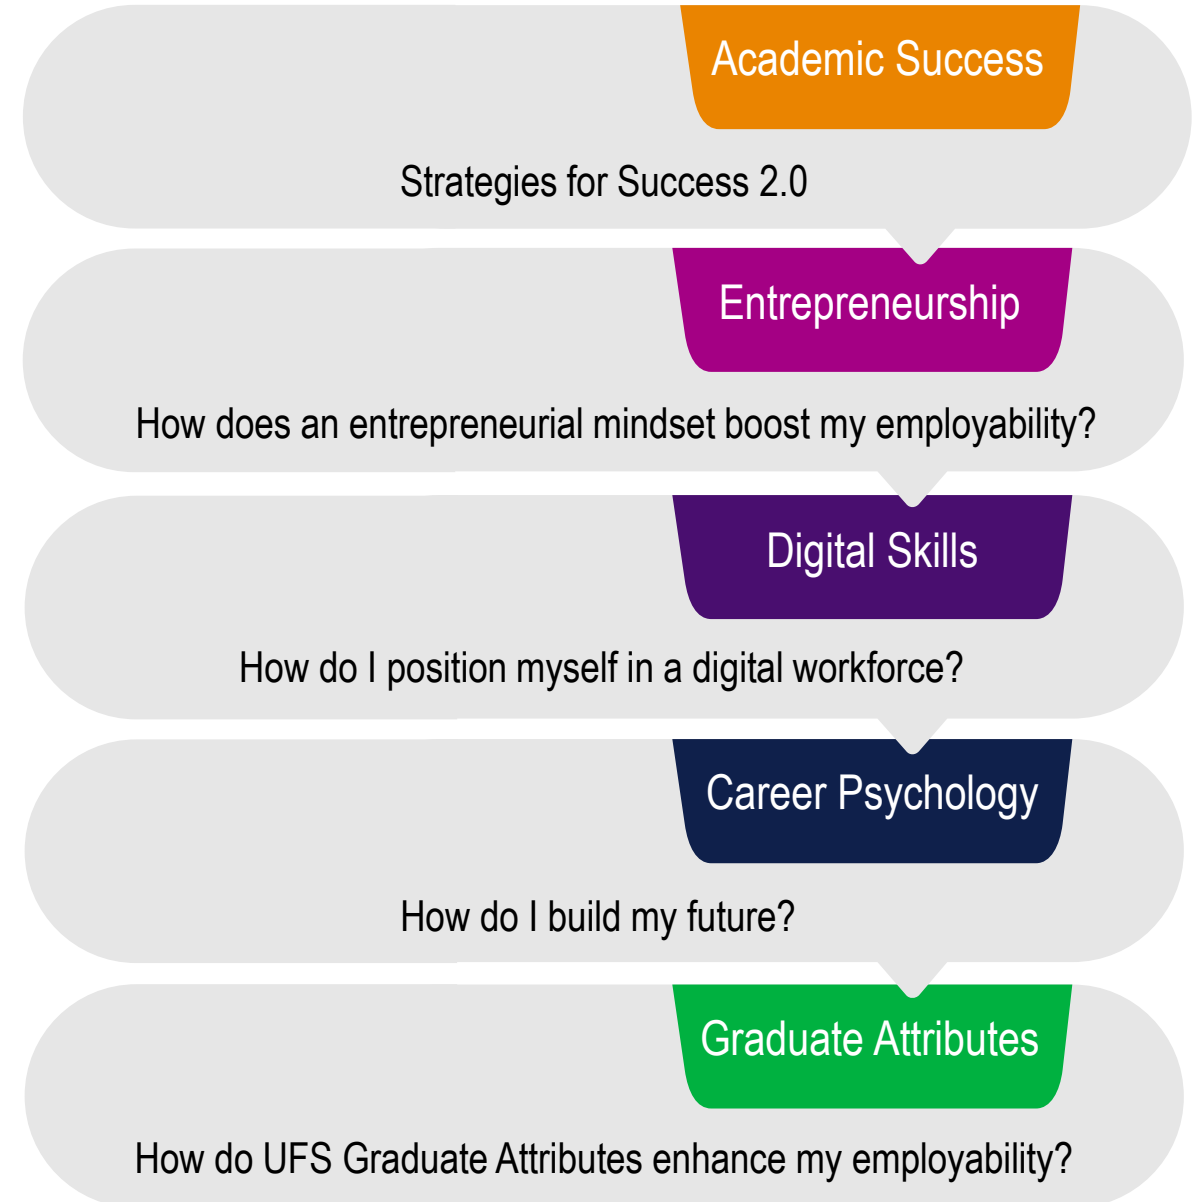 Academic Success
Strategies for Success 2.0
Entrepreneurship
How does an entrepreneurial mindset boost my employability?
Digital Skills
How do I position myself in a digital workforce?
Career Psychology
How do I build my future?
Graduate Attributes
How do UFS Graduate Attributes enhance my employability?